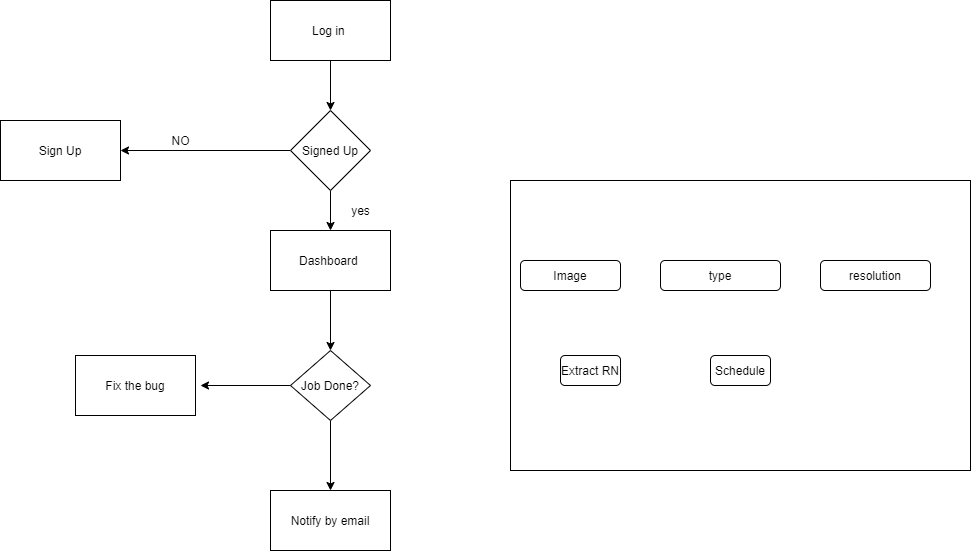 Log in
Signed Up
NO
Sign Up
yes
Dashboard
Job Done?
Fix the bug
Notify by email
Image
type
resolution
Extract RN
Schedule